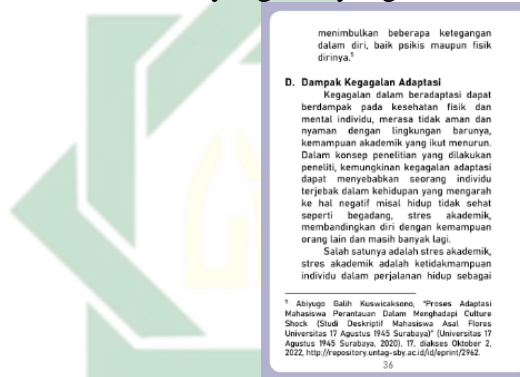 menimbulkan beberapa ketegangan
dalam diri, baik psikis maupun fisik
dirinya.⁵
D. Dampak Kegagalan Adaptasi
Kegagalan dalam beradaptasi dapat
berdampak pada kesehatan fisik dan
mental individu, merasa tidak aman dan
nyaman dengan lingkungan barunya,
kemampuan akademik yang ikut menurun.
Dalam konsep penelitian yang dilakukan
peneliti, kemungkinan kegagalan adaptasi
dapat menyebabkan seorang individu
terjebak dalam kehidupan yang mengarah
ke hal negatif misal hidup tidak sehat
seperti begadang, stres akademik,
membandingkan diri dengan kemampuan
orang lain dan masih banyak lagi.
Salah satunya adalah stres akademik,
stres akademik adalah ketidakmampuan
individu dalam perjalanan hidup sebagai
⁵ Abiyugo Galih Kuswicaksono, "Proses Adaptasi
Mahasiswa Perantauan Dalam Menghadapi Culture
Shock (Studi Deskriptif Mahasiswa Asal Flores
Universitas 17 Agustus 1945 Surabaya)" (Universitas 17
Agustus 1945 Surabaya, 2020), 17, diakses Oktober 2,
2022, http://repository.untag-sby.ac.id/id/eprint/2962.
36